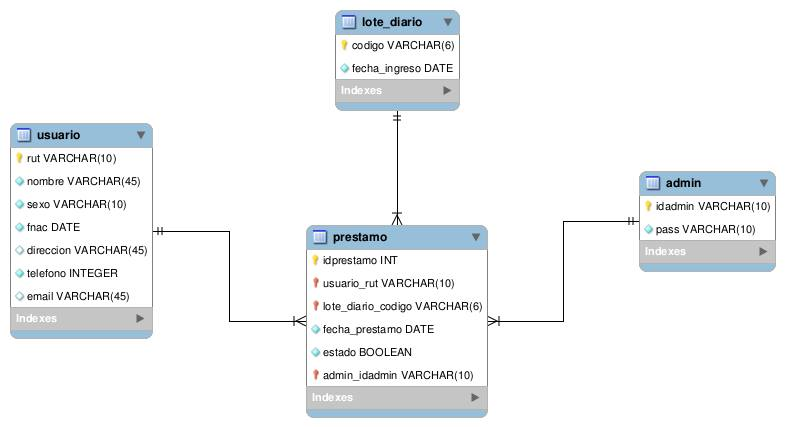 lote_diario
codigo VARCHAR(6)
fecha_ingreso DATE
Indexes
usuario
rut VARCHAR(10)
nombre VARCHAR(45)
sexo VARCHAR(10)
fnac DATE
direccion VARCHAR(45)
telefono INTEGER
email VARCHAR(45)
Indexes
admin
idadmin VARCHAR(10)
pass VARCHAR(10)
Indexes
prestamo
idprestamo INT
usuario_rut VARCHAR(10)
lote_diario_codigo VARCHAR(6)
fecha_prestamo DATE
estado BOOLEAN
admin_idadmin VARCHAR(10)
Indexes